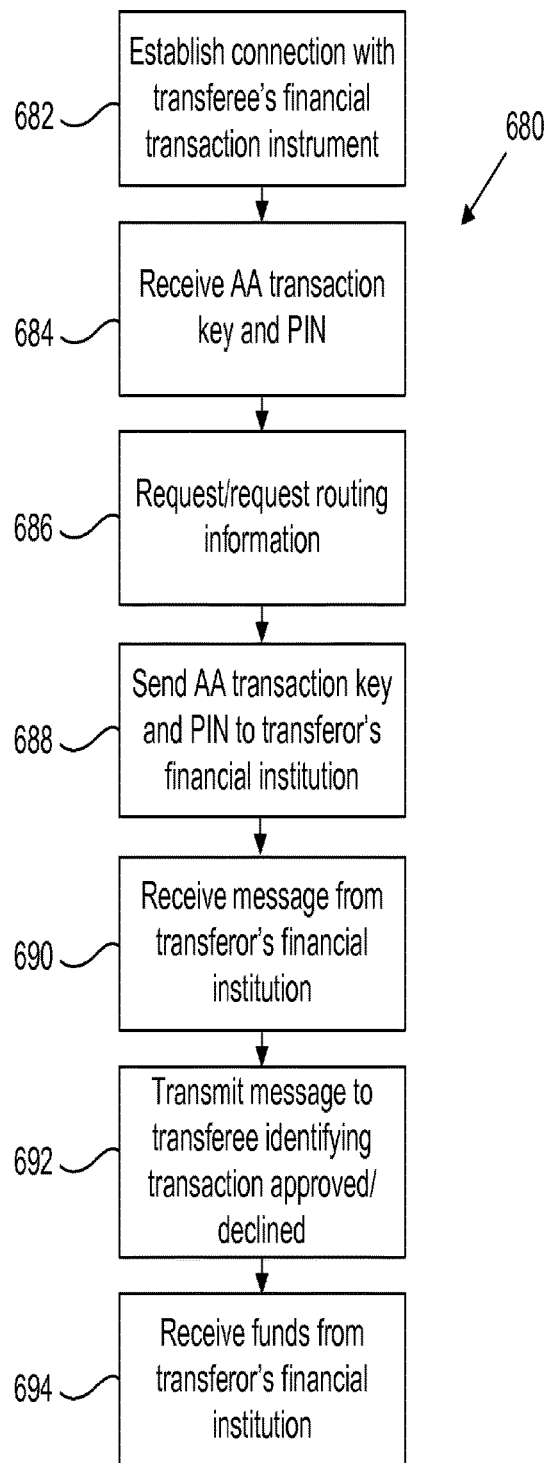 Establish connection with
transferee's financial
transaction instrument
682
680
Receive AA transaction
key and PIN
684
Request/request routing
information
686
Send AA transaction key
and PIN to transferor's
financial institution
688
Receive message from
transferor's financial
institution
690
Transmit message to
transferee identifying
transaction approved/
declined
692
Receive funds from
transferor's financial
institution
694